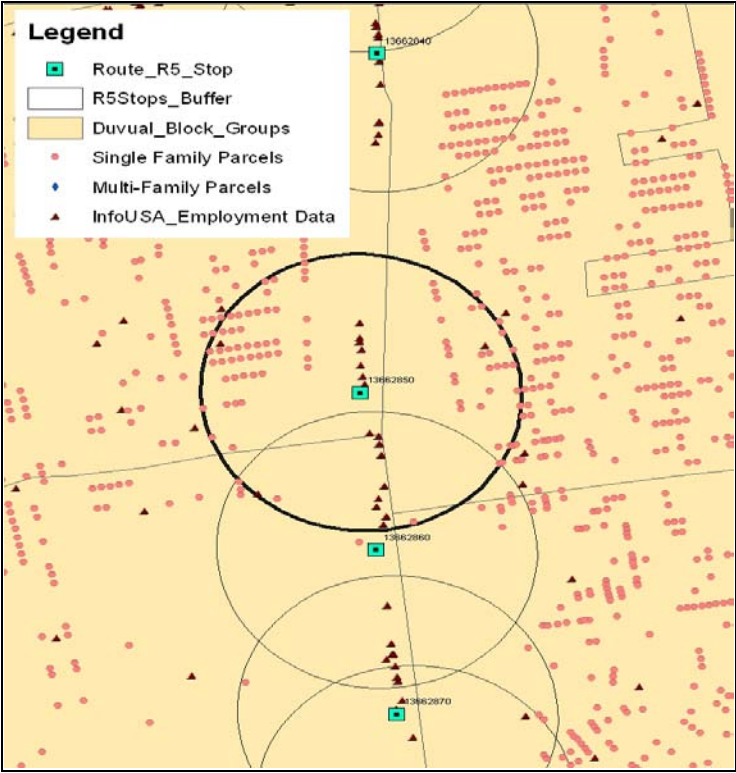 Legend
Route_R5_Stop
R5Stops_Buffer
Duvual_Block_Groups
Single Family Parcels
Multi-Family Parcels
InfoUSA_Employment Data
13662840
13662850
13662860
13662870